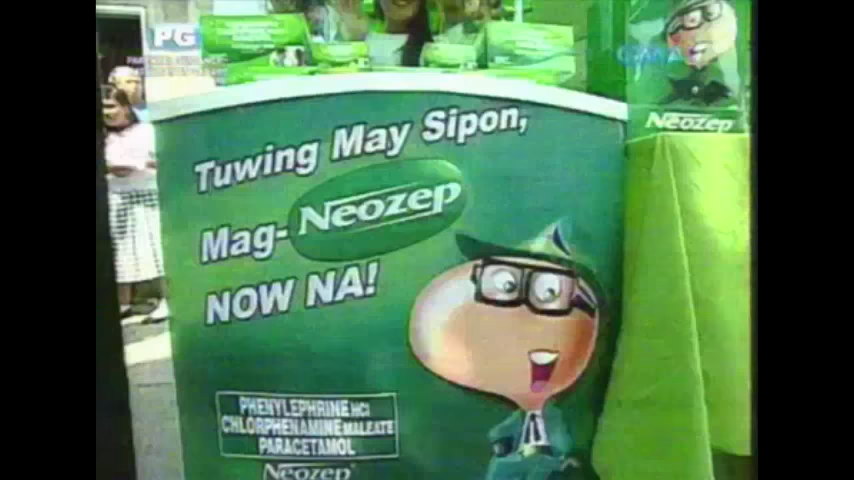 PG
Neozep
Tuwing May Sipon,
Mag-Neozep
NOW NA!
PHENYLEPHRINE HCl
CHLORPHENAMINE MALEATE
PARACETAMOL
Neozep